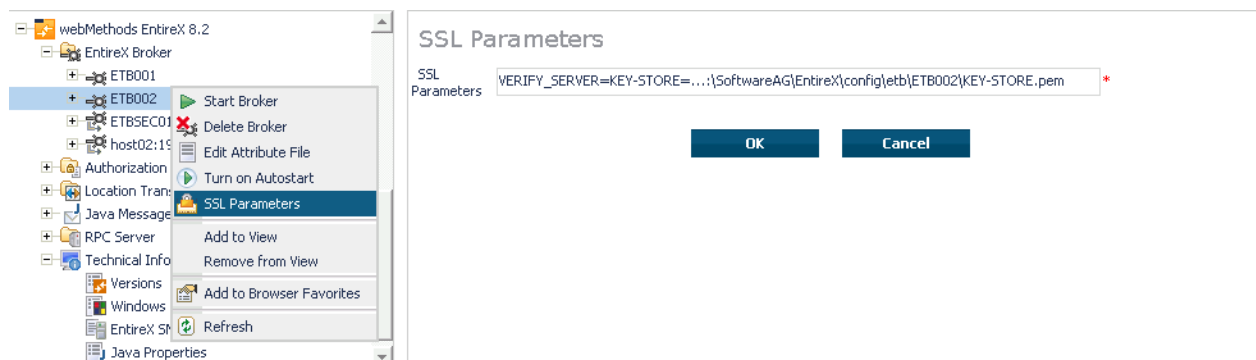 webMethods EntireX 8.2
EntireX Broker
ETB001
ETB002
ETBSEC01
host02:19
Authorization
Location Trans
Java Message
RPC Server
Technical Info
Versions
Windows
EntireX SM
Java Properties
Start Broker
Delete Broker
Edit Attribute File
Turn on Autostart
SSL Parameters
Add to View
Remove from View
Add to Browser Favorites
Refresh
SSL Parameters
SSL
Parameters
VERIFY_SERVER=KEY-STORE=...:\SoftwareAG\EntireX\config\etb\ETB002\KEY-STORE.pem *
OK
Cancel